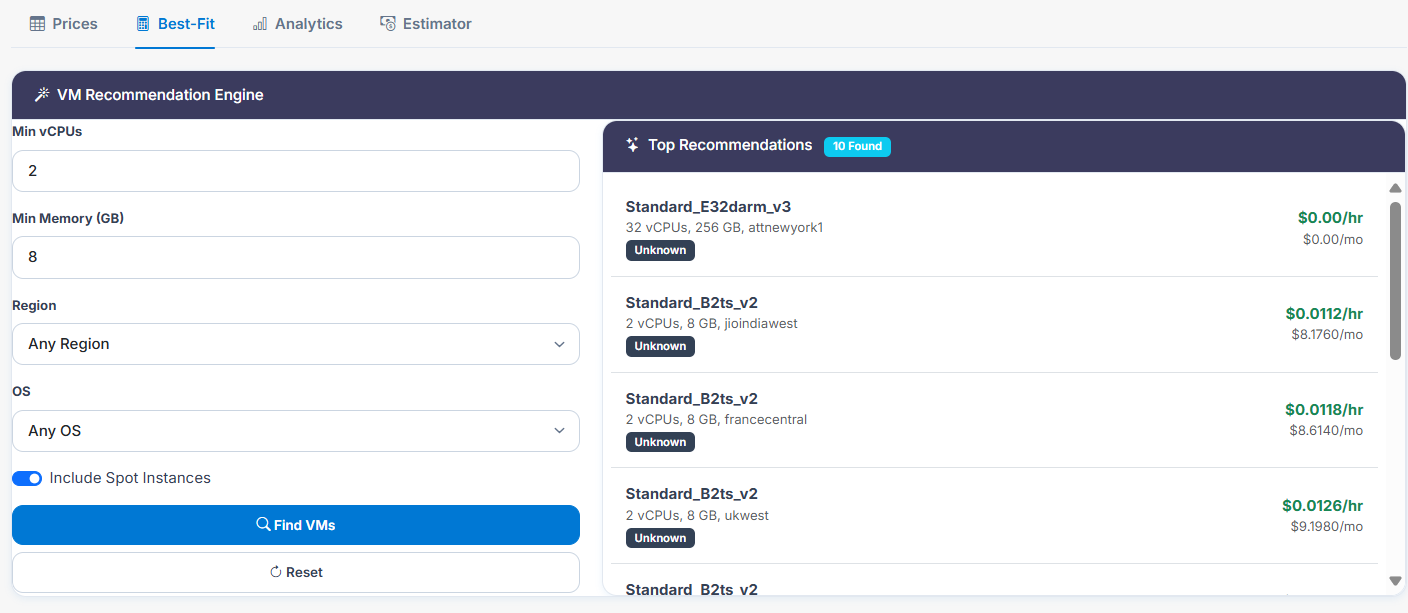 Prices
Best-Fit
Analytics
Estimator
VM Recommendation Engine
Min vCPUs
2
Min Memory (GB)
8
Region
Any Region
OS
Any OS
Include Spot Instances
Find VMs
Reset
Top Recommendations
10 Found
Standard_E32darm_v3
32 vCPUs, 256 GB, attnewyork1
Unknown
$0.00/hr
$0.00/mo
Standard_B2ts_v2
2 vCPUs, 8 GB, jioindiawest
Unknown
$0.0112/hr
$8.1760/mo
Standard_B2ts_v2
2 vCPUs, 8 GB, francecentral
Unknown
$0.0118/hr
$8.6140/mo
Standard_B2ts_v2
2 vCPUs, 8 GB, ukwest
Unknown
$0.0126/hr
$9.1980/mo
Standard_B2ts_v2